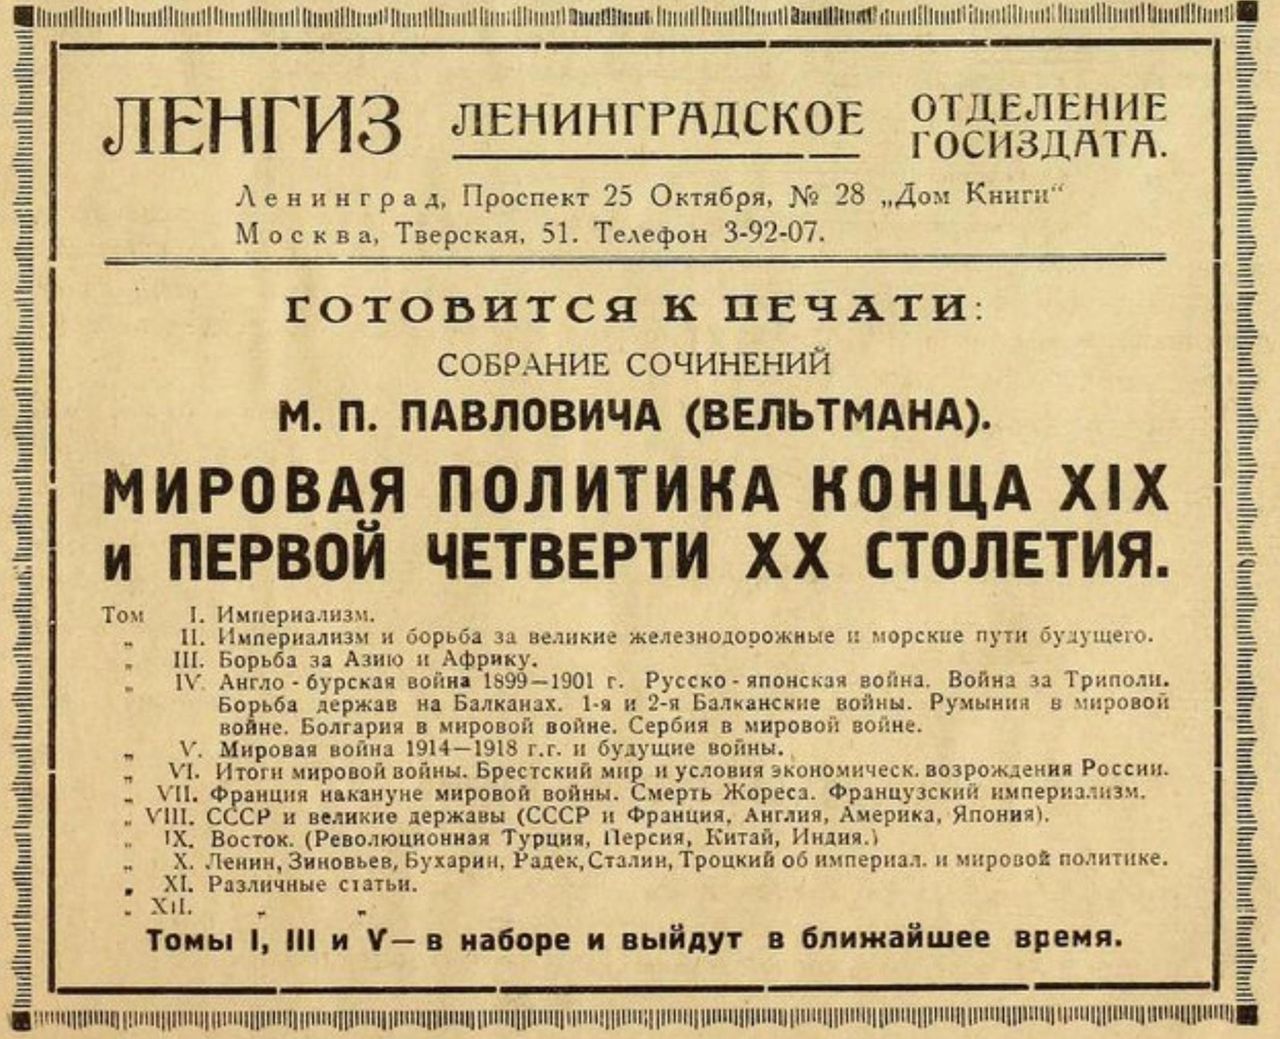 ЛЕНГИЗ ЛЕНИНГРАДСКОЕ ОТДЕЛЕНИЕ ГОСИЗДАТА.
Ленинград, Проспект 25 Октября, № 28 „Дом Книги“
Москва, Тверская, 51. Телефон 3-92-07.
ГОТОВИТСЯ К ПЕЧАТИ:
СОБРАНИЕ СОЧИНЕНИЙ
М. П. ПАВЛОВИЧА (ВЕЛЬТМАНА).
МИРОВАЯ ПОЛИТИКА КОНЦА XIX
и ПЕРВОЙ ЧЕТВЕРТИ XX СТОЛЕТИЯ.
Том I. Империализм.
„ II. Империализм и борьба за великие железнодорожные и морские пути будущего.
„ III. Борьба за Азию и Африку.
„ IV. Англо-бурская война 1899—1901 г. Русско-японская война. Война за Триполи.
Борьба держав на Балканах. 1-я и 2-я Балканские войны. Румыния в мировой
войне. Болгария в мировой войне. Сербия в мировой войне.
„ V. Мировая война 1914—1918 г.г. и будущие войны.
„ VI. Итоги мировой войны. Брестский мир и условия экономическ. возрождения России.
„ VII. Франция накануне мировой войны. Смерть Жореса. Французский империализм.
„ VIII. СССР и великие державы (СССР и Франция, Англия, Америка, Япония).
„ IX. Восток. (Революционная Турция, Персия, Китай, Индия.)
„ X. Ленин, Зиновьев, Бухарин, Радек, Сталин, Троцкий об империал. и мировой политике.
„ XI. Различные статьи.
„ XII. „ „
Томы I, III и V— в наборе и выйдут в ближайшее время.